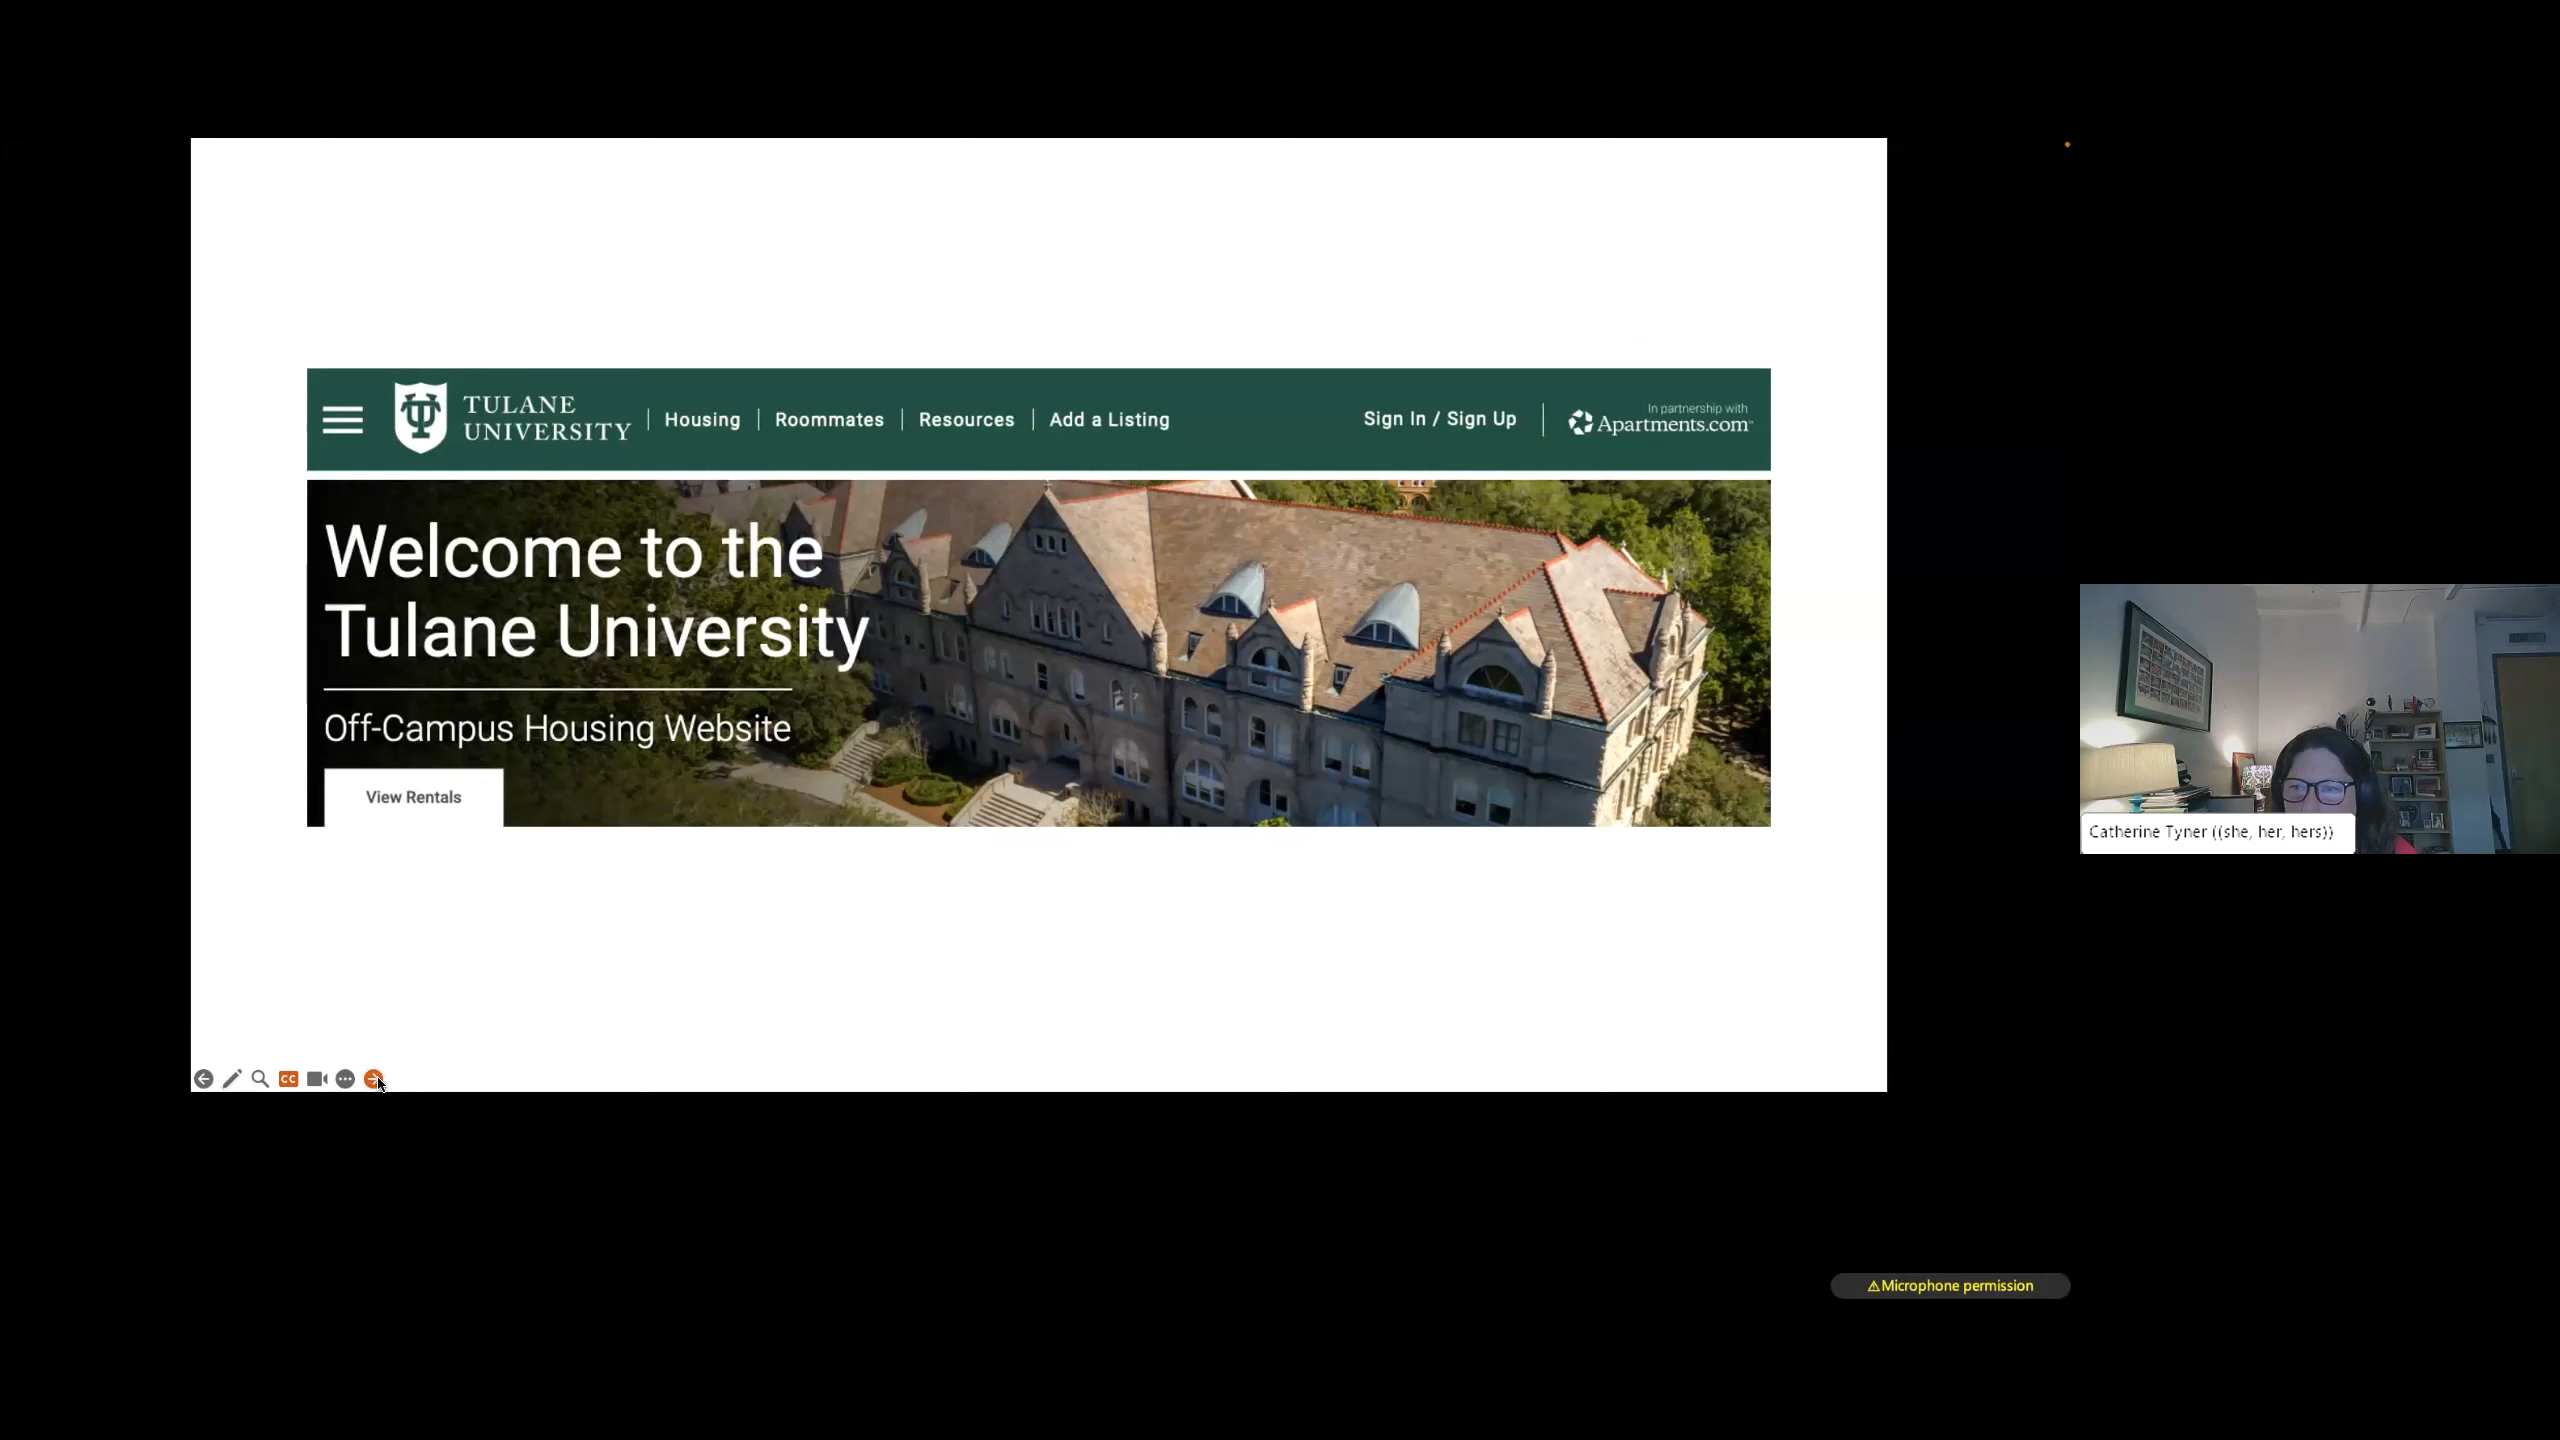 TULANE
UNIVERSITY
Housing
Roommates
Resources
Add a Listing
Sign In / Sign Up
In partnership with
Apartments.com
Welcome to the
Tulane University
Off-Campus Housing Website
View Rentals
CC
Catherine Tyner ((she, her, hers))
⚠Microphone permission